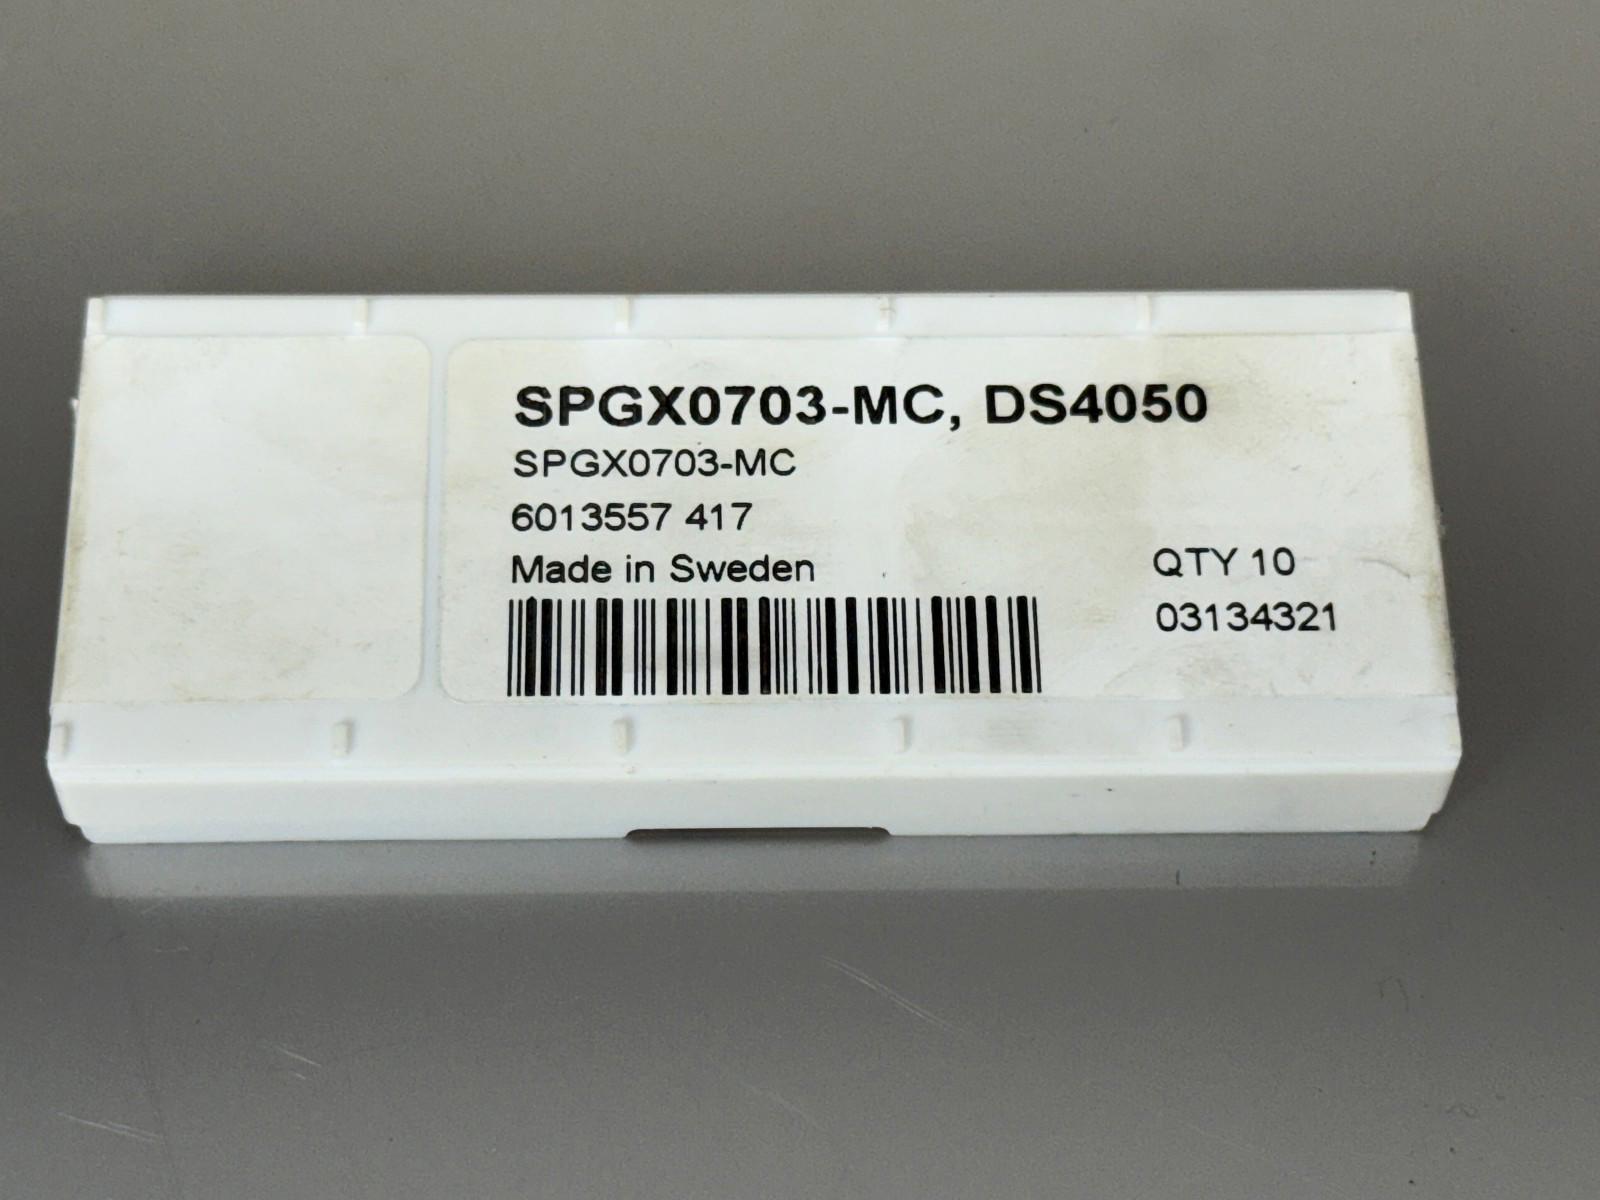 SPGX0703-MC, DS4050
SPGX0703-MC
6013557 417
Made in Sweden
QTY 10
03134321